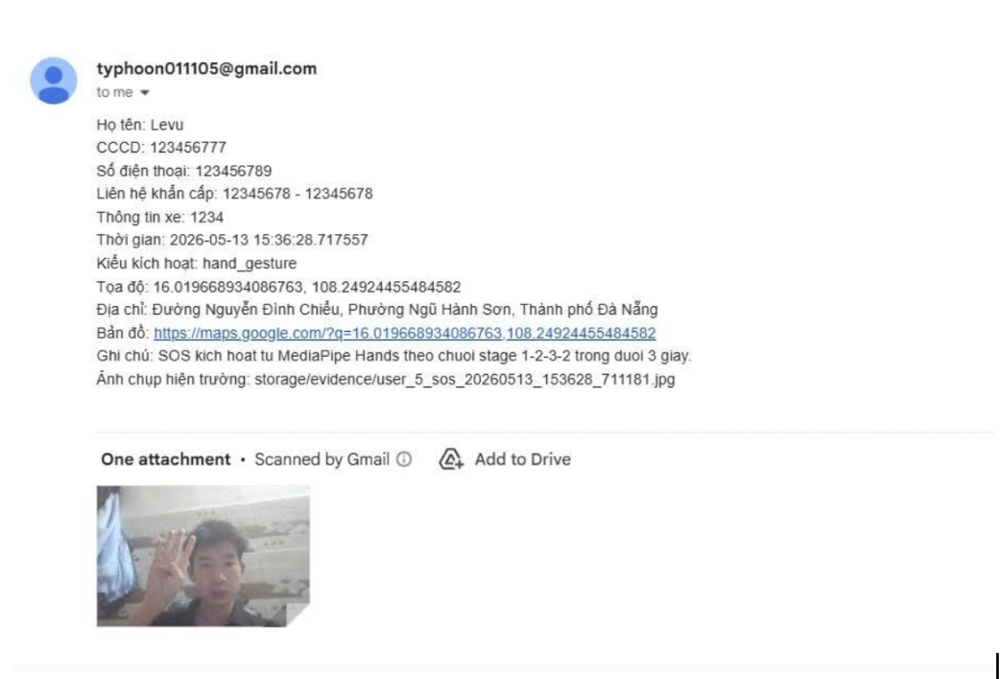 typhoon011105@gmail.com
to me
Họ tên: Levu
CCCD: 123456777
Số điện thoại: 123456789
Liên hệ khẩn cấp: 12345678 - 12345678
Thông tin xe: 1234
Thời gian: 2026-05-13 15:36:28.717557
Kiểu kích hoạt: hand_gesture
Tọa độ: 16.019668934086763, 108.24924455484582
Địa chỉ: Đường Nguyễn Đình Chiểu, Phường Ngũ Hành Sơn, Thành phố Đà Nẵng
Bản đồ: https://maps.google.com/?q=16.019668934086763,108.24924455484582
Ghi chú: SOS kich hoat tu MediaPipe Hands theo chuoi stage 1-2-3-2 trong duoi 3 giay.
Ảnh chụp hiện trường: storage/evidence/user_5_sos_20260513_153628_711181.jpg
One attachment • Scanned by Gmail Add to Drive